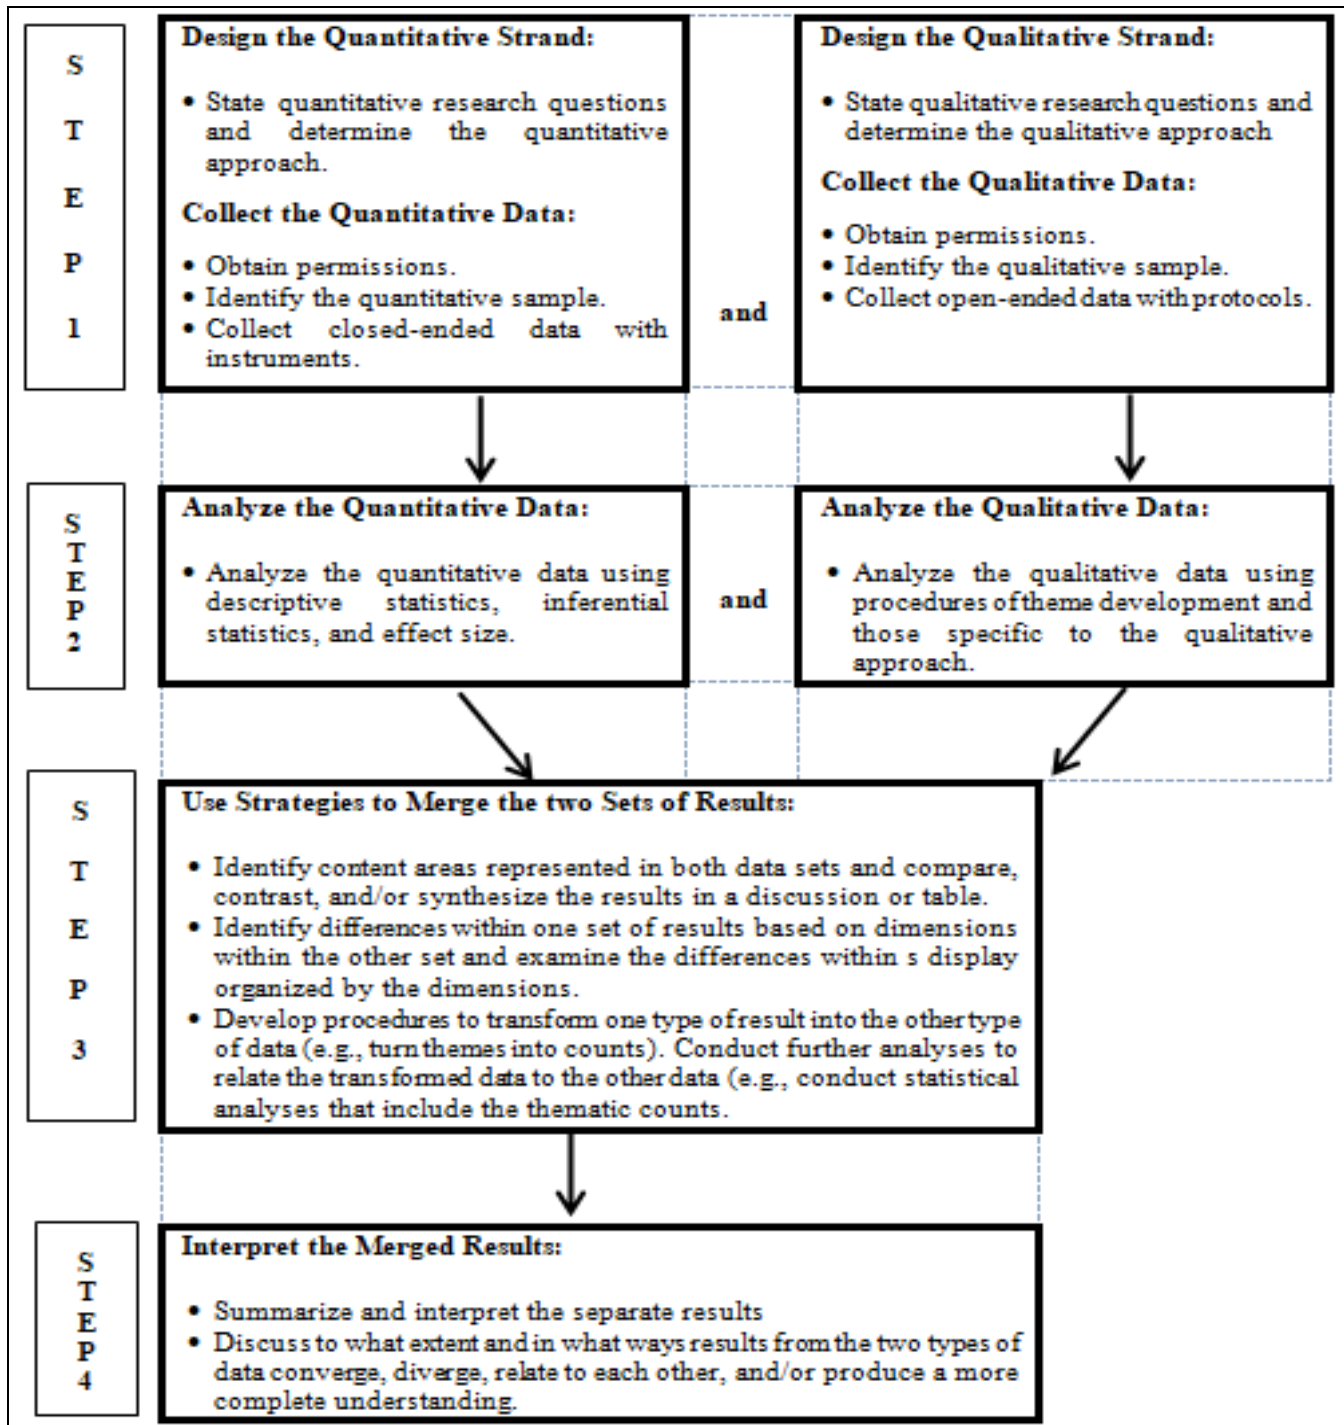 S
T
E
P
1
Design the Quantitative Strand:
• State quantitative research questions
and determine the quantitative
approach.
Collect the Quantitative Data:
• Obtain permissions.
• Identify the quantitative sample.
• Collect closed-ended data with
instruments.
and
Design the Qualitative Strand:
• State qualitative research questions and
determine the qualitative approach
Collect the Qualitative Data:
• Obtain permissions.
• Identify the qualitative sample.
• Collect open-ended data with protocols.
S
T
E
P
2
Analyze the Quantitative Data:
• Analyze the quantitative data using
descriptive statistics, inferential
statistics, and effect size.
and
Analyze the Qualitative Data:
• Analyze the qualitative data using
procedures of theme development and
those specific to the qualitative
approach.
S
T
E
P
3
Use Strategies to Merge the two Sets of Results:
• Identify content areas represented in both data sets and compare,
contrast, and/or synthesize the results in a discussion or table.
• Identify differences within one set of results based on dimensions
within the other set and examine the differences within s display
organized by the dimensions.
• Develop procedures to transform one type of result into the other type
of data (e.g., turn themes into counts). Conduct further analyses to
relate the transformed data to the other data (e.g., conduct statistical
analyses that include the thematic counts.
S
T
E
P
4
Interpret the Merged Results:
• Summarize and interpret the separate results
• Discuss to what extent and in what ways results from the two types of
data converge, diverge, relate to each other, and/or produce a more
complete understanding.